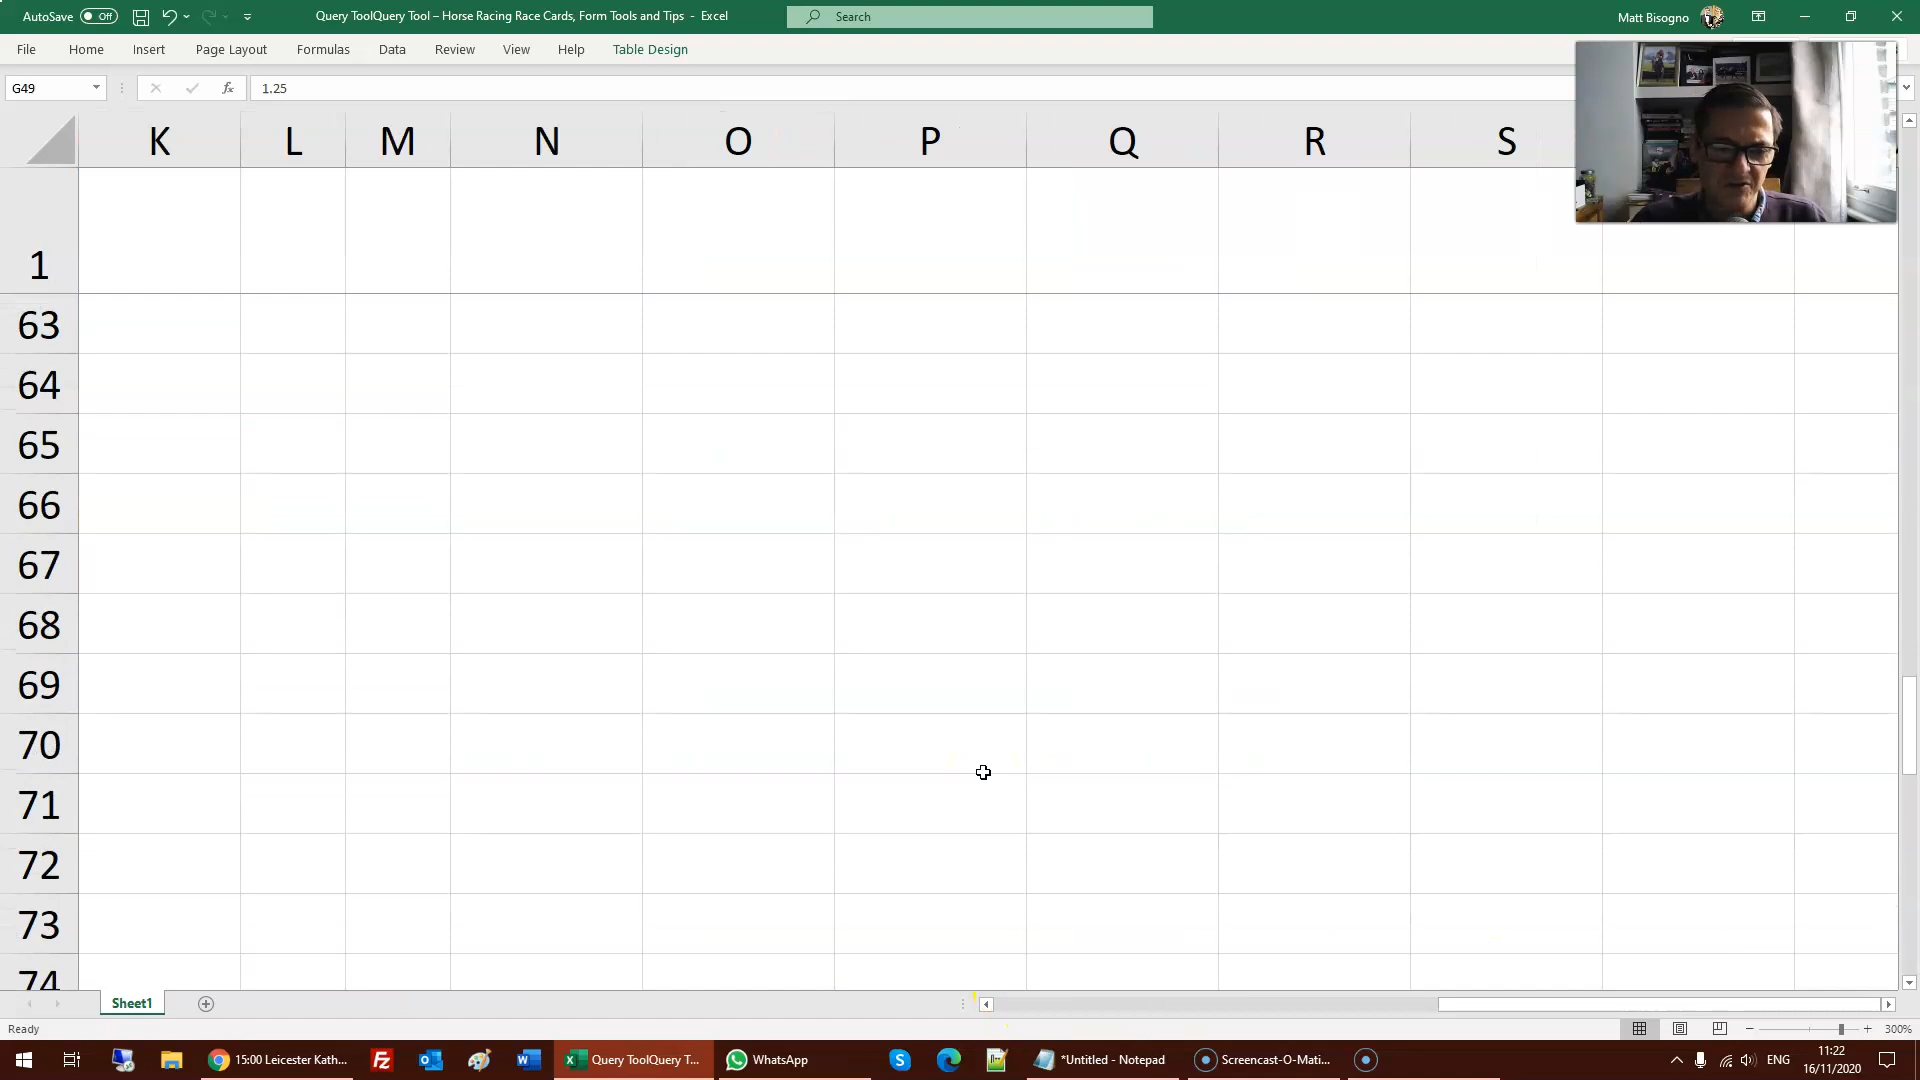 AutoSave Off Query ToolQuery Tool – Horse Racing Race Cards, Form Tools and Tips - Excel Search Matt Bisogno
File Home Insert Page Layout Formulas Data Review View Help Table Design
G49 fx 1.25
K L M N O P Q R S
1
63
64
65
66
67
68
69
70
71
72
73
74
Sheet1
Ready 300%
15:00 Leicester Kath... Query ToolQuery T... WhatsApp *Untitled - Notepad Screencast-O-Mati... ENG 11:22
16/11/2020